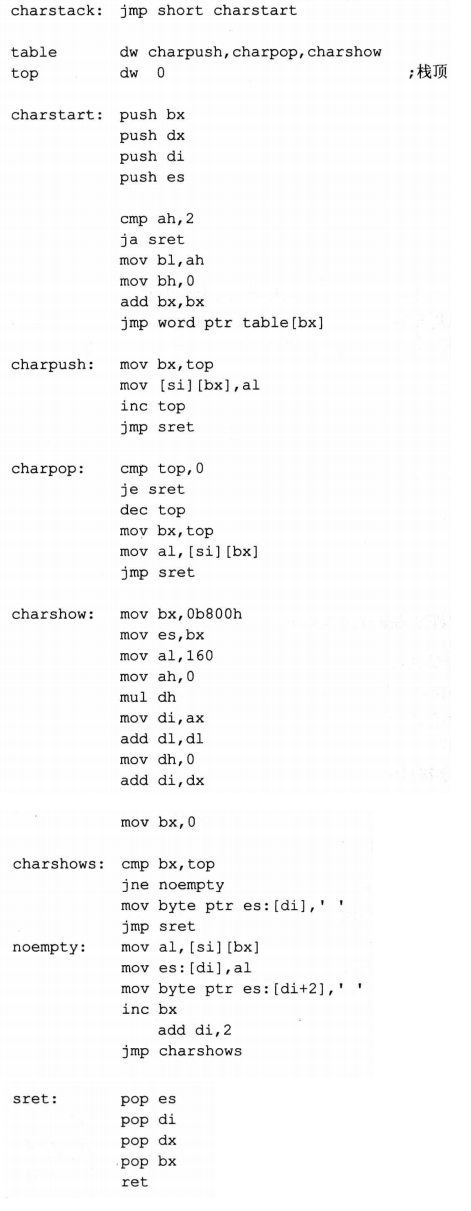 charstack: jmp short charstart
table dw charpush,charpop,charshow
top dw 0 ;栈顶
charstart: push bx
push dx
push di
push es
cmp ah,2
ja sret
mov bl,ah
mov bh,0
add bx,bx
jmp word ptr table[bx]
charpush: mov bx,top
mov [si][bx],al
inc top
jmp sret
charpop: cmp top,0
je sret
dec top
mov bx,top
mov al,[si][bx]
jmp sret
charshow: mov bx,0b800h
mov es,bx
mov al,160
mov ah,0
mul dh
mov di,ax
add dl,dl
mov dh,0
add di,dx
mov bx,0
charshows: cmp bx,top
jne noempty
mov byte ptr es:[di],' '
jmp sret
noempty: mov al,[si][bx]
mov es:[di],al
mov byte ptr es:[di+2],' '
inc bx
add di,2
jmp charshows
sret: pop es
pop di
pop dx
pop bx
ret